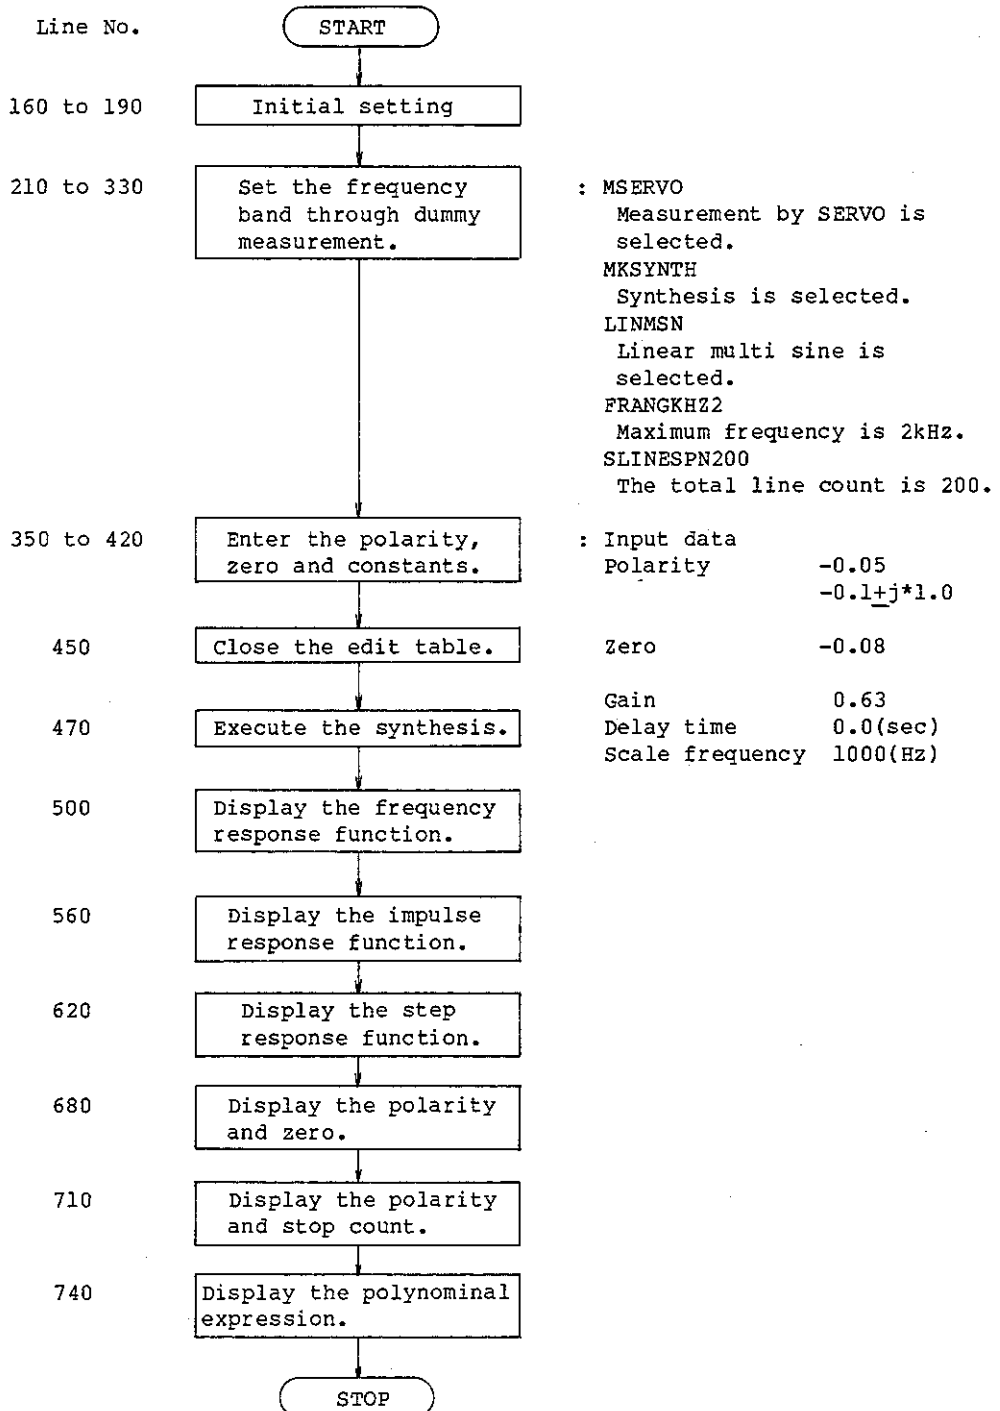 Line No.
START
160 to 190
Initial setting
210 to 330
Set the frequency
band through dummy
measurement.
: MSERVO
Measurement by SERVO is
selected.
MKSYNTH
Synthesis is selected.
LINMSN
Linear multi sine is
selected.
FRANGKHZ2
Maximum frequency is 2kHz.
SLINESPN200
The total line count is 200.
350 to 420
Enter the polarity,
zero and constants.
: Input data
Polarity -0.05
-0.1±j*1.0
Zero -0.08
Gain 0.63
Delay time 0.0(sec)
Scale frequency 1000(Hz)
450
Close the edit table.
470
Execute the synthesis.
500
Display the frequency
response function.
560
Display the impulse
response function.
620
Display the step
response function.
680
Display the polarity
and zero.
710
Display the polarity
and stop count.
740
Display the polynominal
expression.
STOP